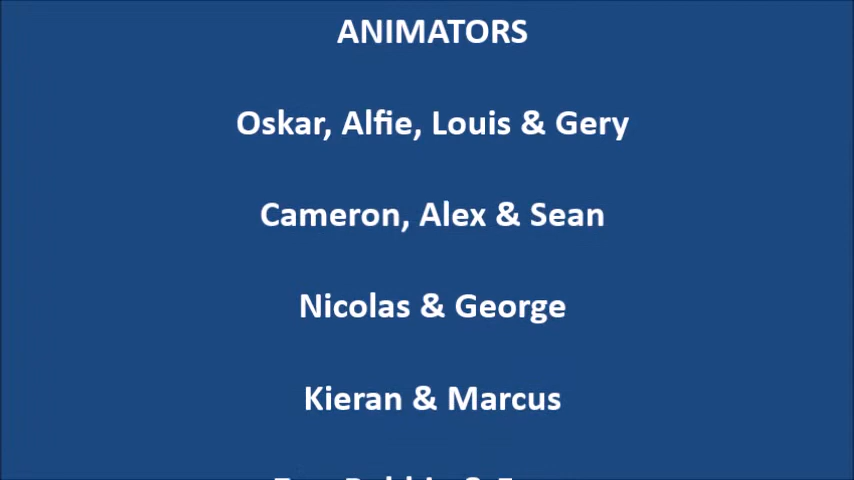 ANIMATORS
Oskar, Alfie, Louis & Gery
Cameron, Alex & Sean
Nicolas & George
Kieran & Marcus